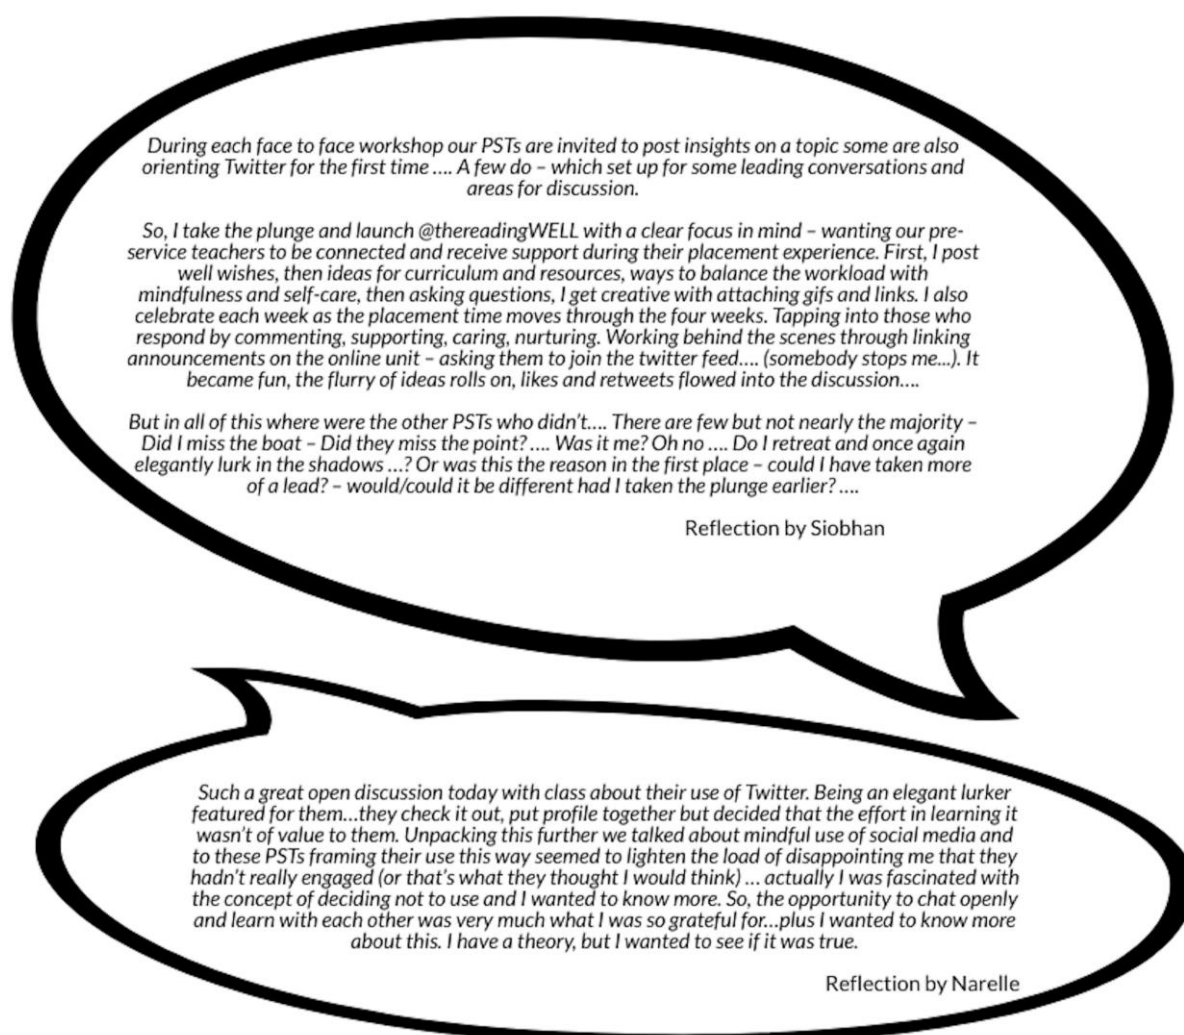 During each face to face workshop our PSTs are invited to post insights on a topic some are also
orienting Twitter for the first time .... A few do – which set up for some leading conversations and
areas for discussion.
So, I take the plunge and launch @thereadingWELL with a clear focus in mind – wanting our pre-
service teachers to be connected and receive support during their placement experience. First, I post
well wishes, then ideas for curriculum and resources, ways to balance the workload with
mindfulness and self-care, then asking questions, I get creative with attaching gifs and links. I also
celebrate each week as the placement time moves through the four weeks. Tapping into those who
respond by commenting, supporting, caring, nurturing. Working behind the scenes through linking
announcements on the online unit – asking them to join the twitter feed.... (somebody stops me...). It
became fun, the flurry of ideas rolls on, likes and retweets flowed into the discussion....
But in all of this where were the other PSTs who didn't.... There are few but not nearly the majority –
Did I miss the boat – Did they miss the point? .... Was it me? Oh no .... Do I retreat and once again
elegantly lurk in the shadows ...? Or was this the reason in the first place – could I have taken more
of a lead? – would/could it be different had I taken the plunge earlier? ....
Reflection by Siobhan
Such a great open discussion today with class about their use of Twitter. Being an elegant lurker
featured for them...they check it out, put profile together but decided that the effort in learning it
wasn't of value to them. Unpacking this further we talked about mindful use of social media and
to these PSTs framing their use this way seemed to lighten the load of disappointing me that they
hadn't really engaged (or that's what they thought I would think) ... actually I was fascinated with
the concept of deciding not to use and I wanted to know more. So, the opportunity to chat openly
and learn with each other was very much what I was so grateful for...plus I wanted to know more
about this. I have a theory, but I wanted to see if it was true.
Reflection by Narelle